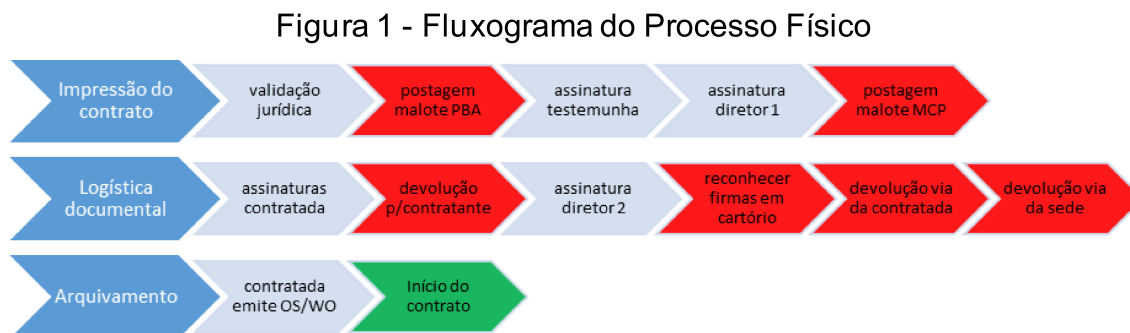 Figura 1 - Fluxograma do Processo Físico
Impressão do
contrato
validação
jurídica
postagem
malote PBA
assinatura
testemunha
assinatura
diretor 1
postagem
malote MCP
Logística
documental
assinaturas
contratada
devolução
p/contratante
assinatura
diretor 2
reconhecer
firmas em
cartório
devolução via
da contratada
devolução via
da sede
Arquivamento
contratada
emite OS/WO
Início do
contrato